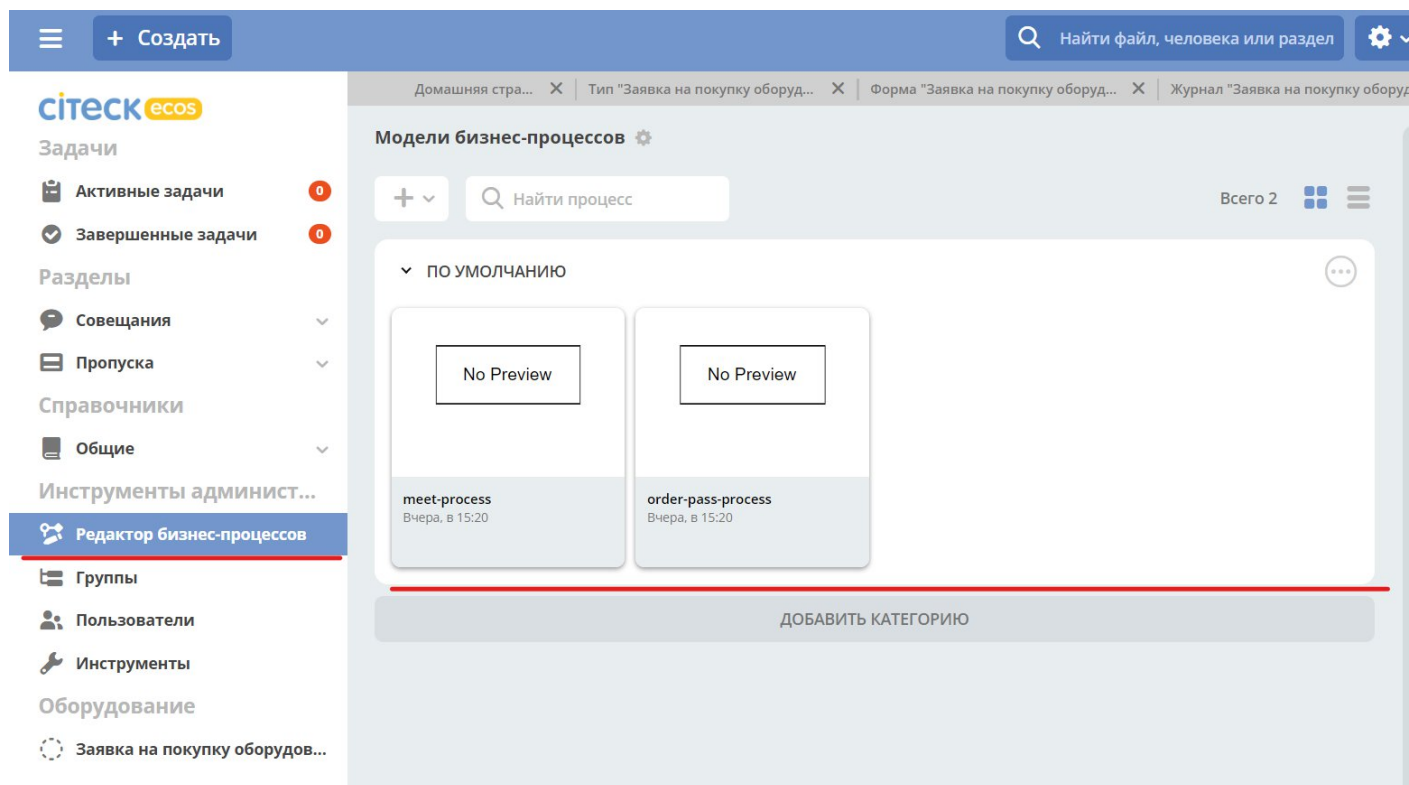 + Создать
Найти файл, человека или раздел
citeck ecos
Задачи
Активные задачи 0
Завершенные задачи 0
Разделы
Совещания
Пропуска
Справочники
Общие
Инструменты админист...
Редактор бизнес-процессов
Группы
Пользователи
Инструменты
Оборудование
Заявка на покупку оборудов...
Домашняя стра... Тип "Заявка на покупку оборуд... Форма "Заявка на покупку оборуд... Журнал "Заявка на покупку оборуд
Модели бизнес-процессов
Найти процесс
Всего 2
ПО УМОЛЧАНИЮ
No Preview
meet-process
Вчера, в 15:20
No Preview
order-pass-process
Вчера, в 15:20
ДОБАВИТЬ КАТЕГОРИЮ